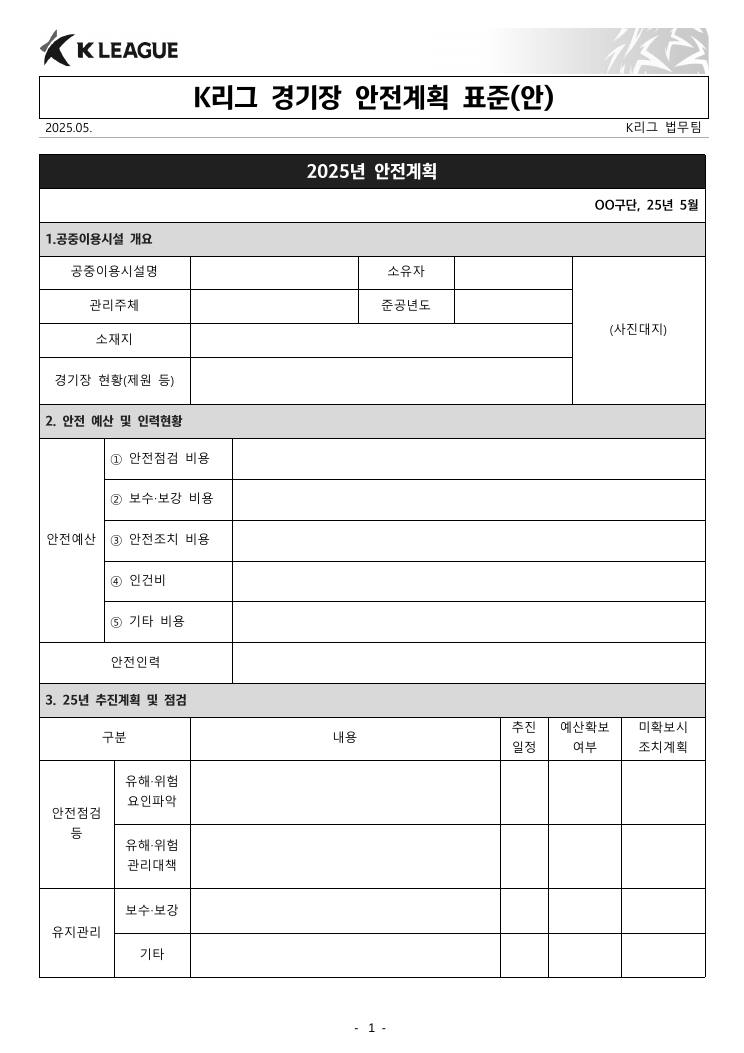 K LEAGUE
K리그 경기장 안전계획 표준(안)
2025.05. K리그 법무팀
2025년 안전계획
OO구단, 25년 5월
1.공중이용시설 개요
공중이용시설명 소유자
관리주체 준공년도
(사진대지)
소재지
경기장 현황(제원 등)
2. 안전 예산 및 인력현황
안전예산
① 안전점검 비용
② 보수·보강 비용
③ 안전조치 비용
④ 인건비
⑤ 기타 비용
안전인력
3. 25년 추진계획 및 점검
구분 내용
추진
일정
예산확보
여부
미확보시
조치계획
안전점검
등
유해·위험
요인파악
유해·위험
관리대책
유지관리
보수·보강
기타
- 1 -